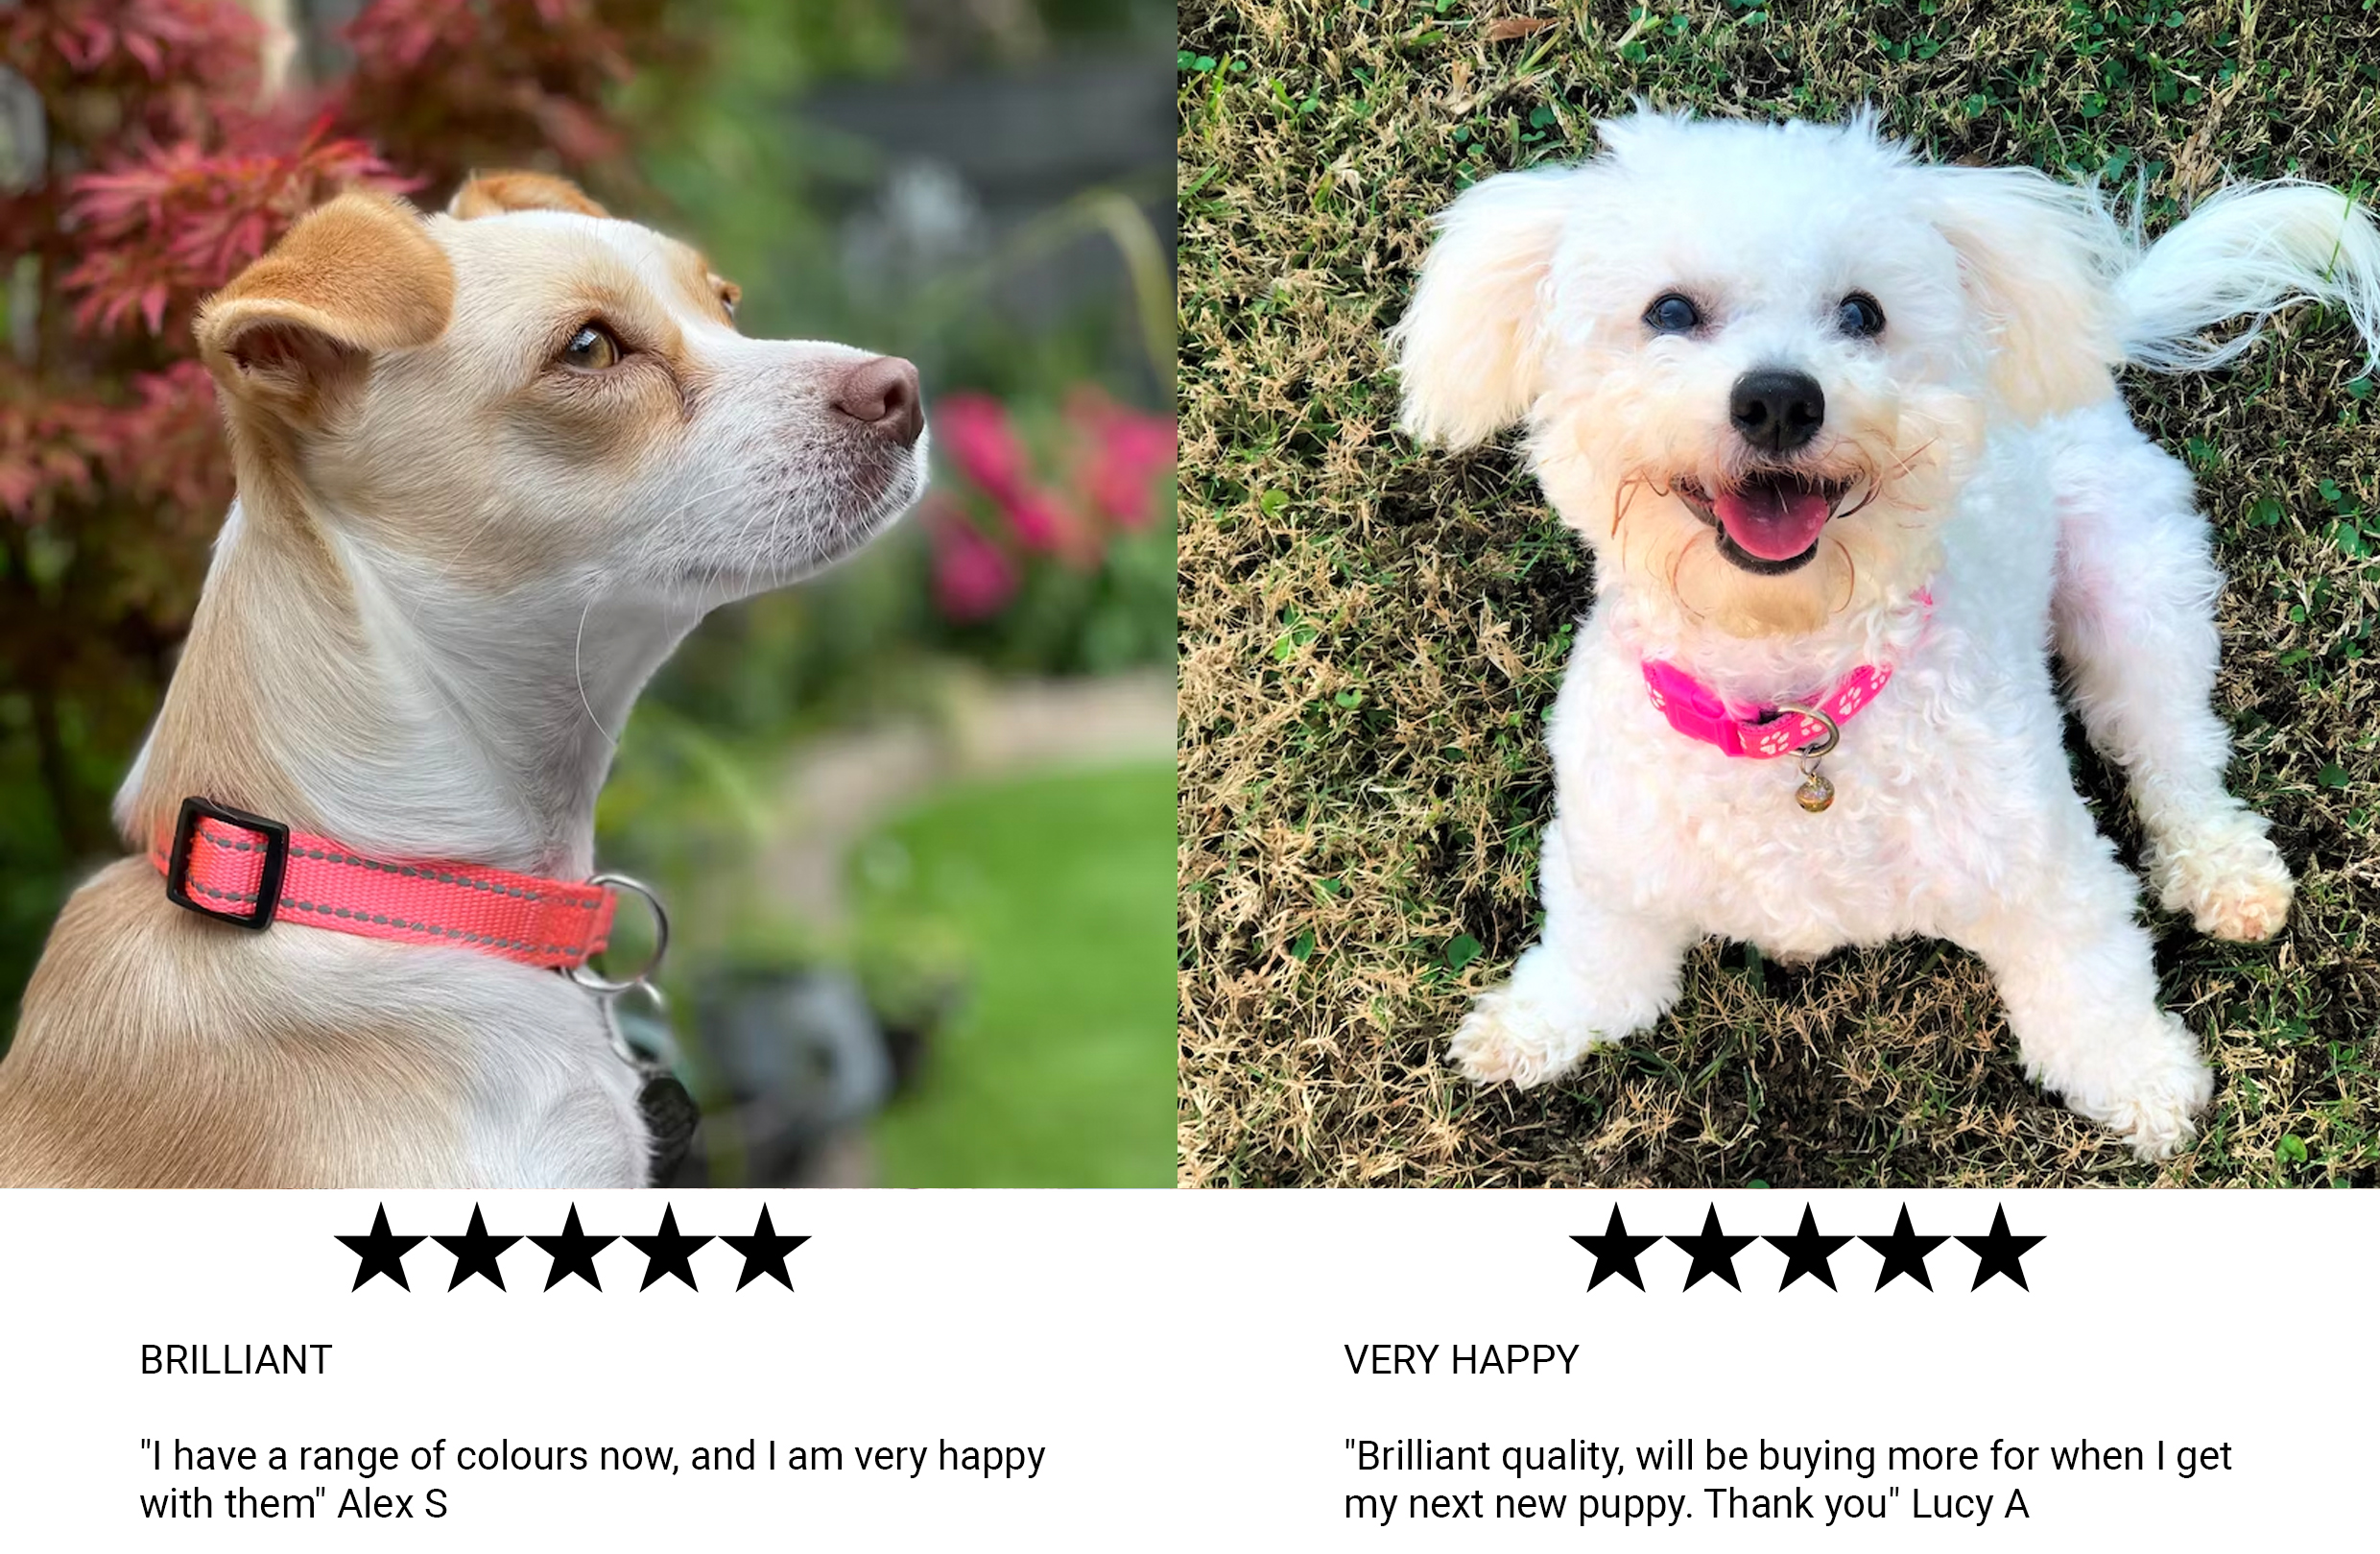 BRILLIANT
"I have a range of colours now, and I am very happy
with them" Alex S
VERY HAPPY
"Brilliant quality, will be buying more for when I get
my next new puppy. Thank you" Lucy A